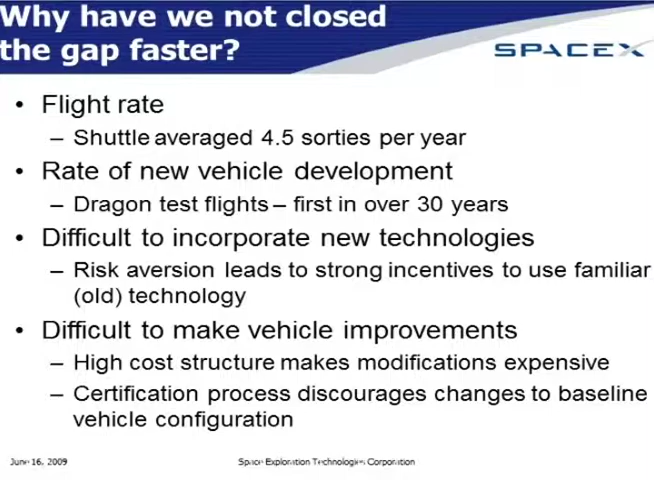 Why have we not closed
the gap faster?
SPACEX
• Flight rate
– Shuttle averaged 4.5 sorties per year
• Rate of new vehicle development
– Dragon test flights – first in over 30 years
• Difficult to incorporate new technologies
– Risk aversion leads to strong incentives to use familiar
(old) technology
• Difficult to make vehicle improvements
– High cost structure makes modifications expensive
– Certification process discourages changes to baseline
vehicle configuration
June 16, 2009
Space Exploration Technologies Corporation